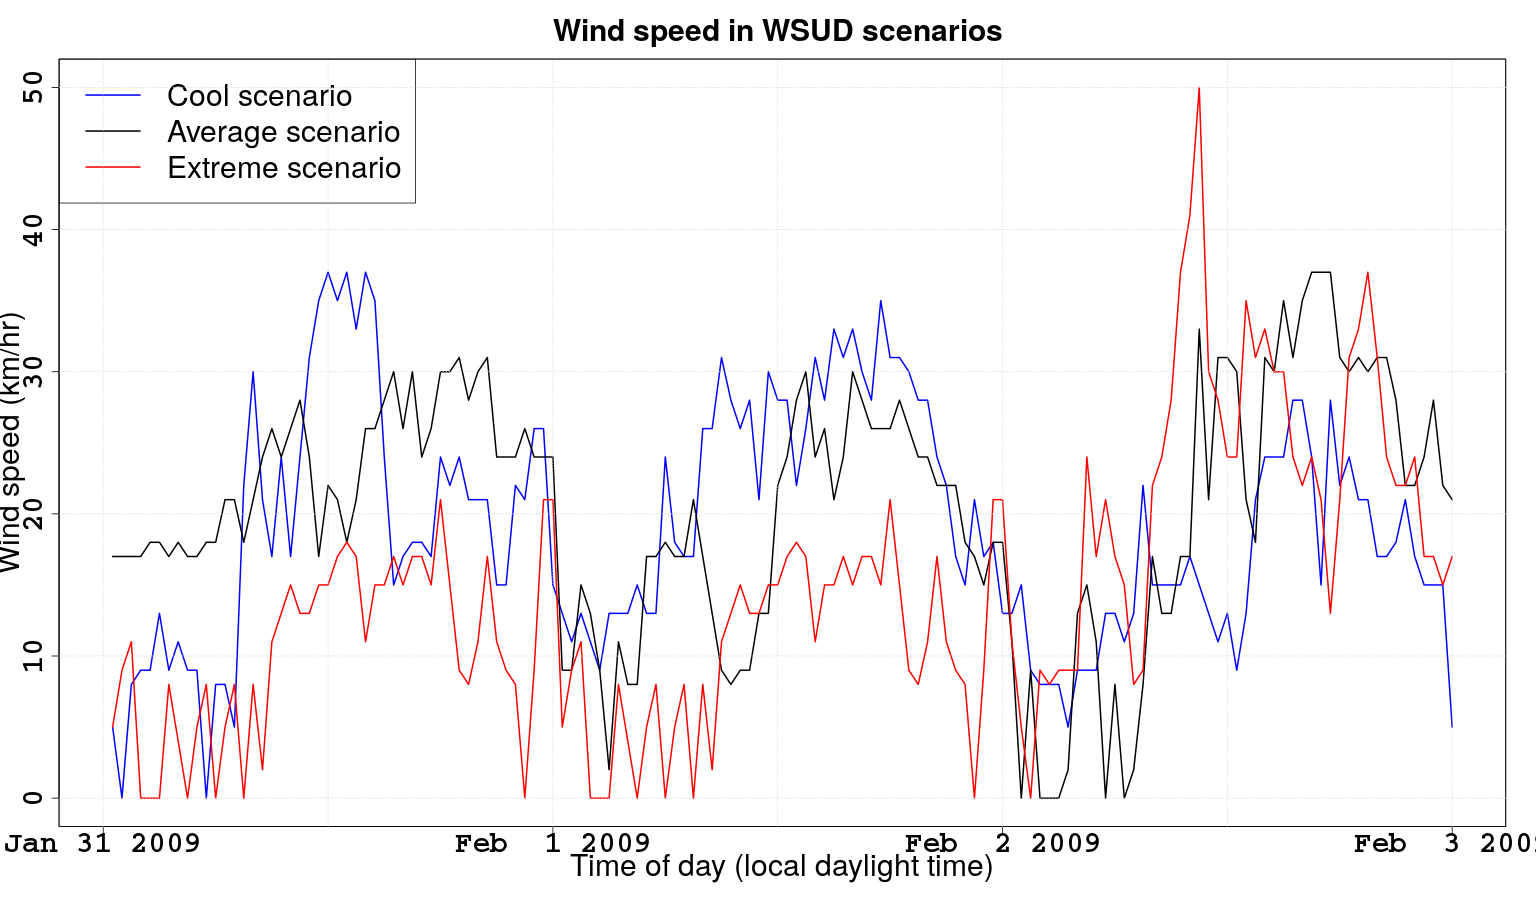 Wind speed in WSUD scenarios
Cool scenario
Average scenario
Extreme scenario
Wind speed (km/hr)
50
40
30
20
10
0
Jan 31 2009
Feb 1 2009
Feb 2 2009
Feb 3 2009
Time of day (local daylight time)